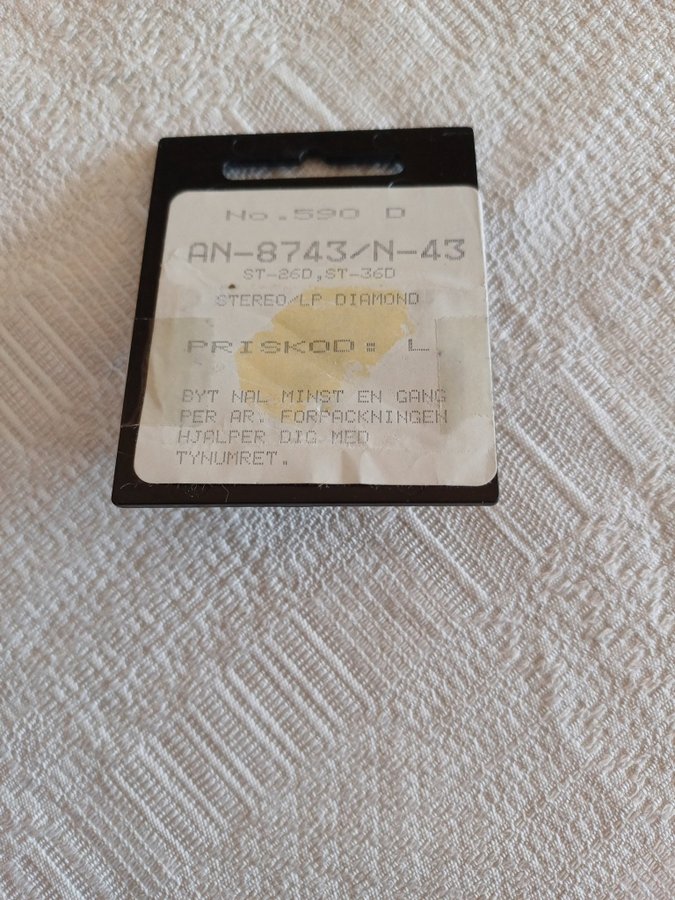 No.590 D
AN-8743/N-43
ST-26D,ST-36D
STEREO/LP DIAMOND
PRISKOD: L
BYT NAL MINST EN GANG
PER AR. FORPACKNINGEN
HJALPER DIG MED
TYNUMRET.